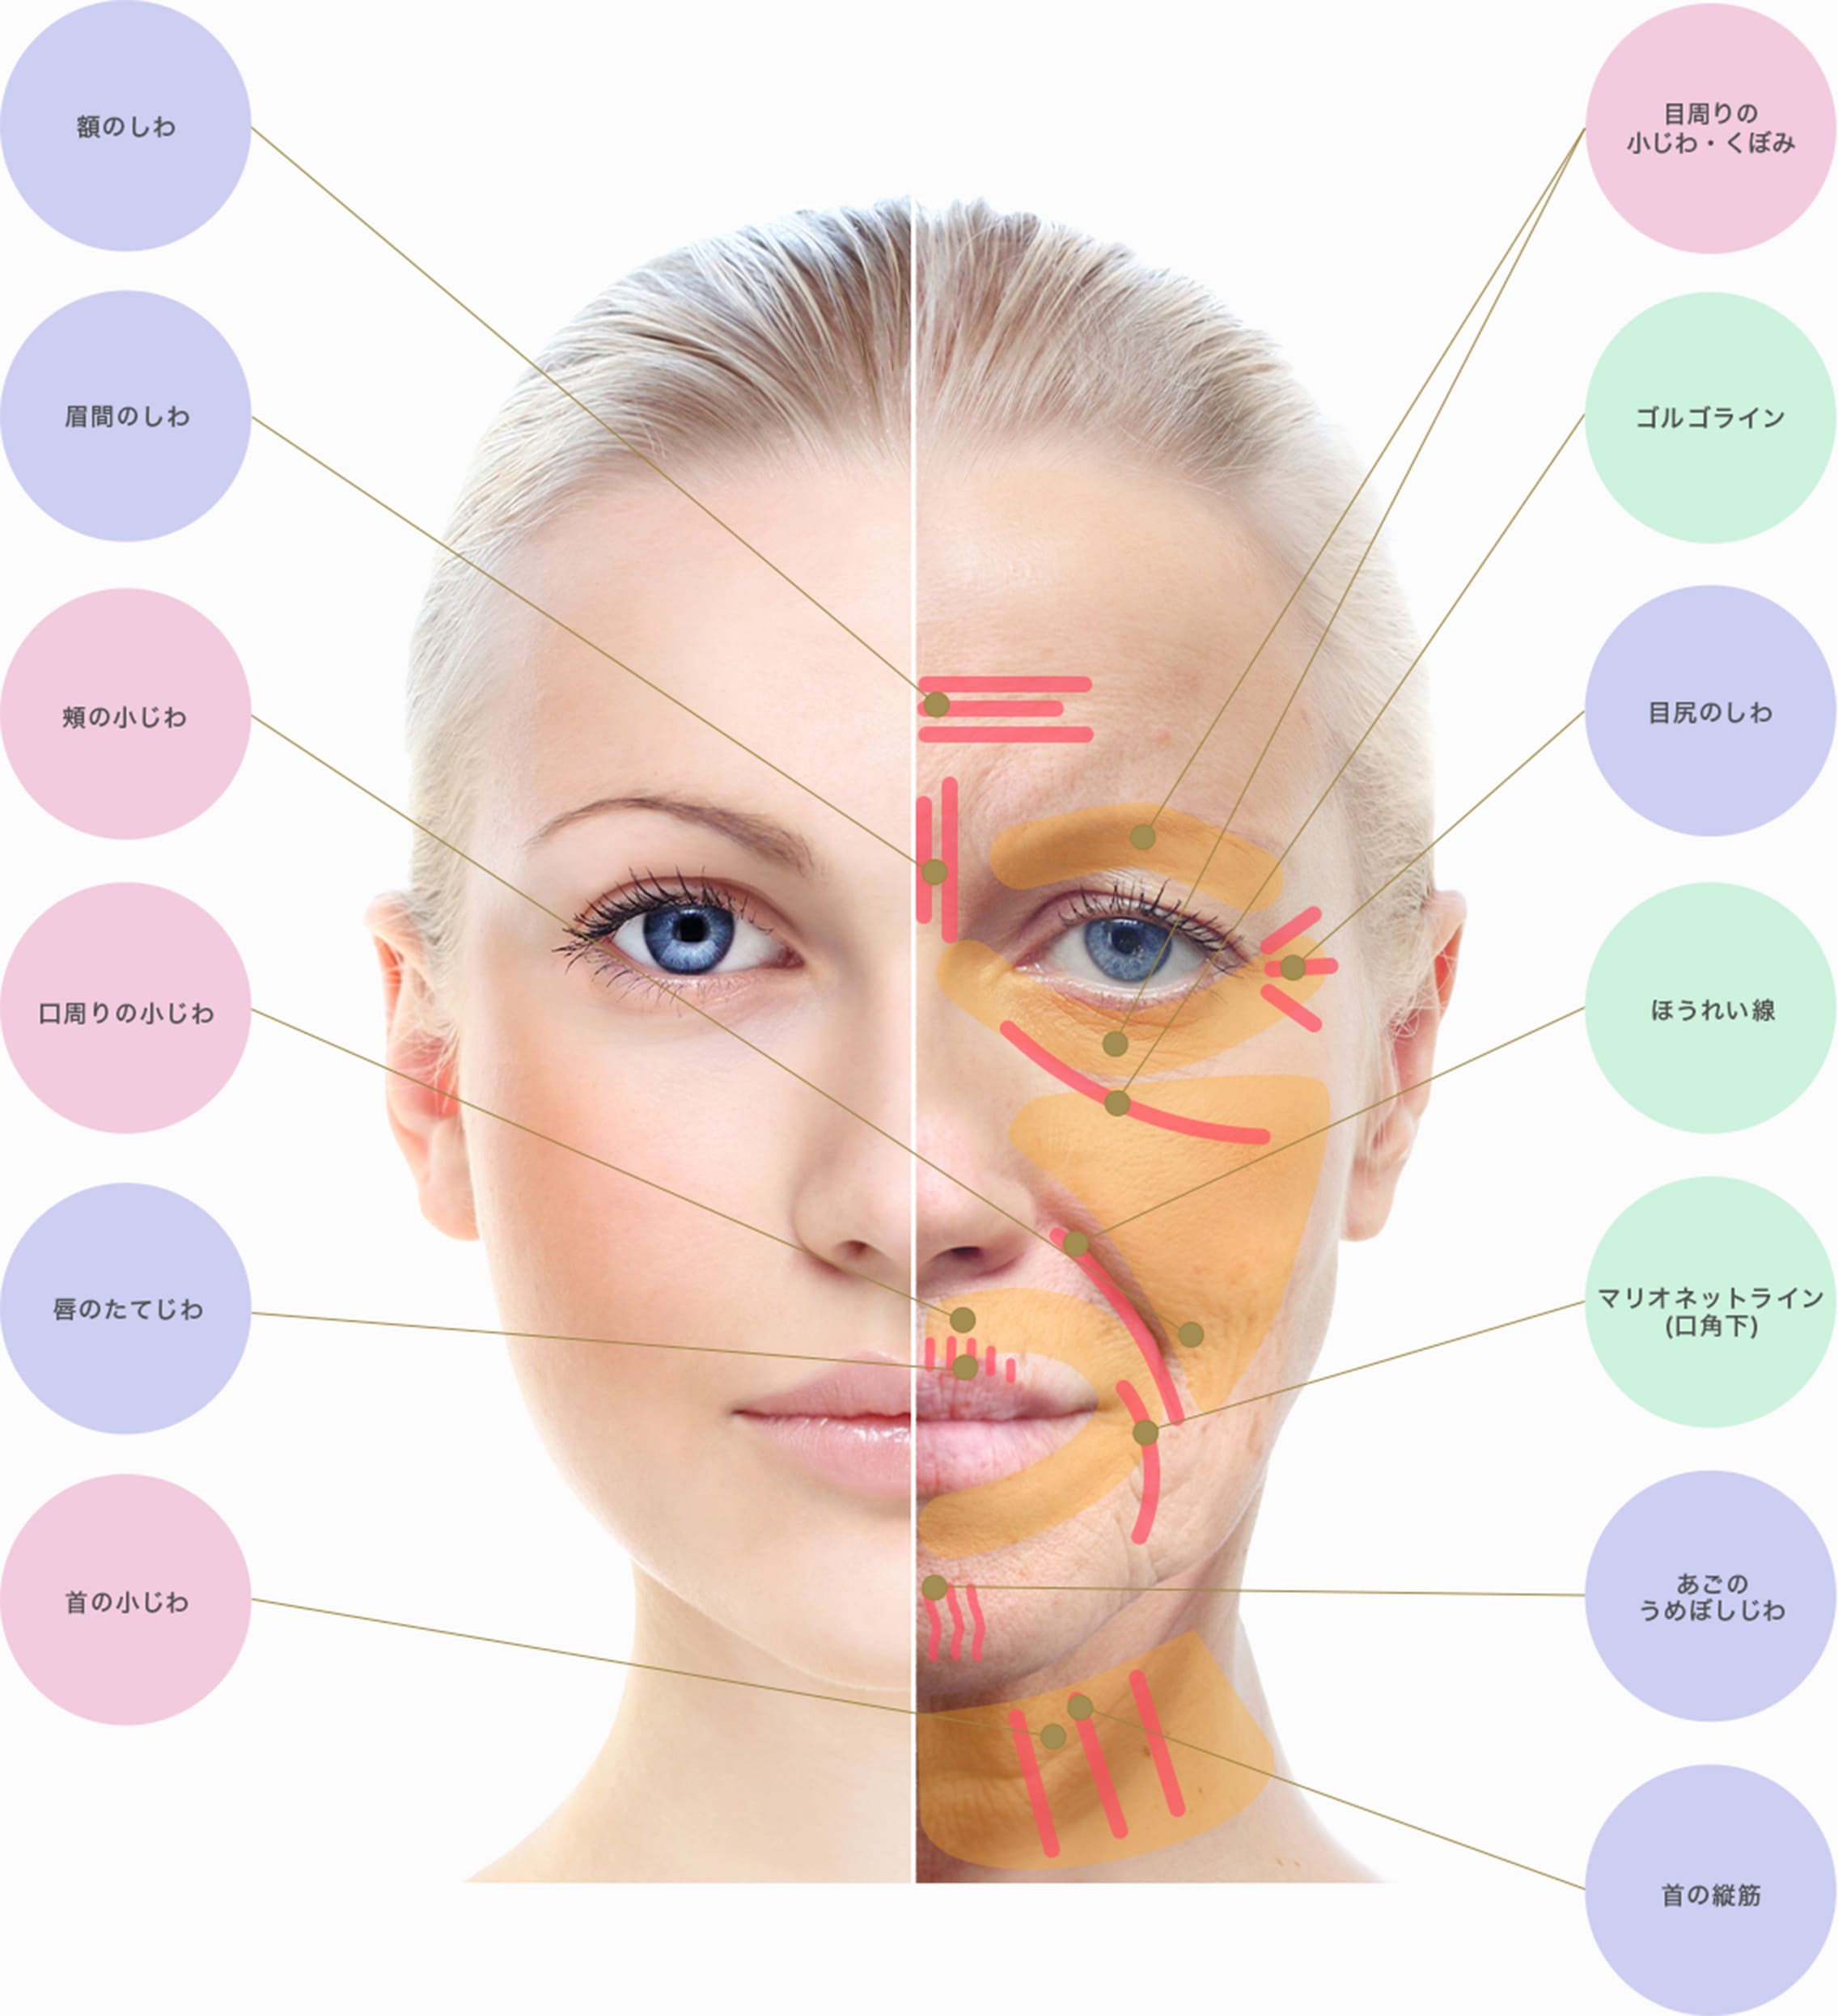 額のしわ
眉間のしわ
頬の小じわ
口周りの小じわ
唇のたてじわ
首の小じわ
目周りの
小じわ・くぼみ
ゴルゴライン
目尻のしわ
ほうれい線
マリオネットライン
(口角下)
あごの
うめぼしじわ
首の縦筋